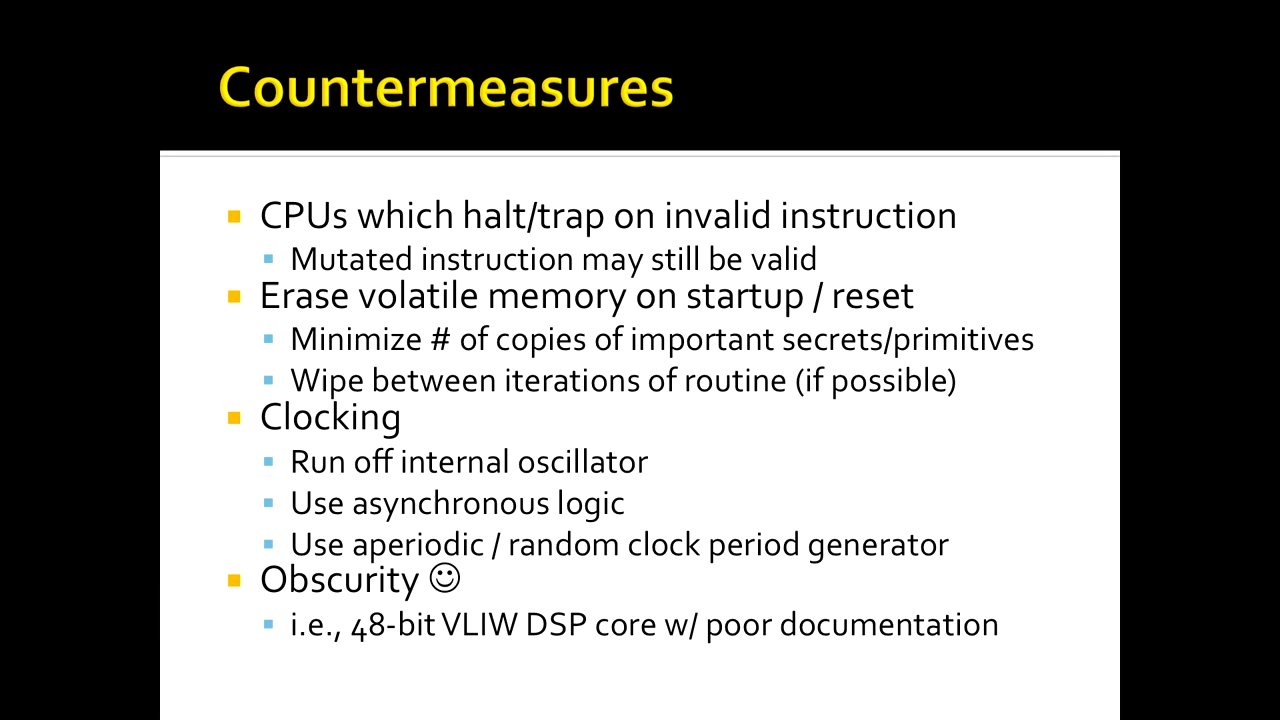 Countermeasures
CPUs which halt/trap on invalid instruction
Mutated instruction may still be valid
Erase volatile memory on startup / reset
Minimize # of copies of important secrets/primitives
Wipe between iterations of routine (if possible)
Clocking
Run off internal oscillator
Use asynchronous logic
Use aperiodic / random clock period generator
Obscurity ☺
i.e., 48-bit VLIW DSP core w/ poor documentation